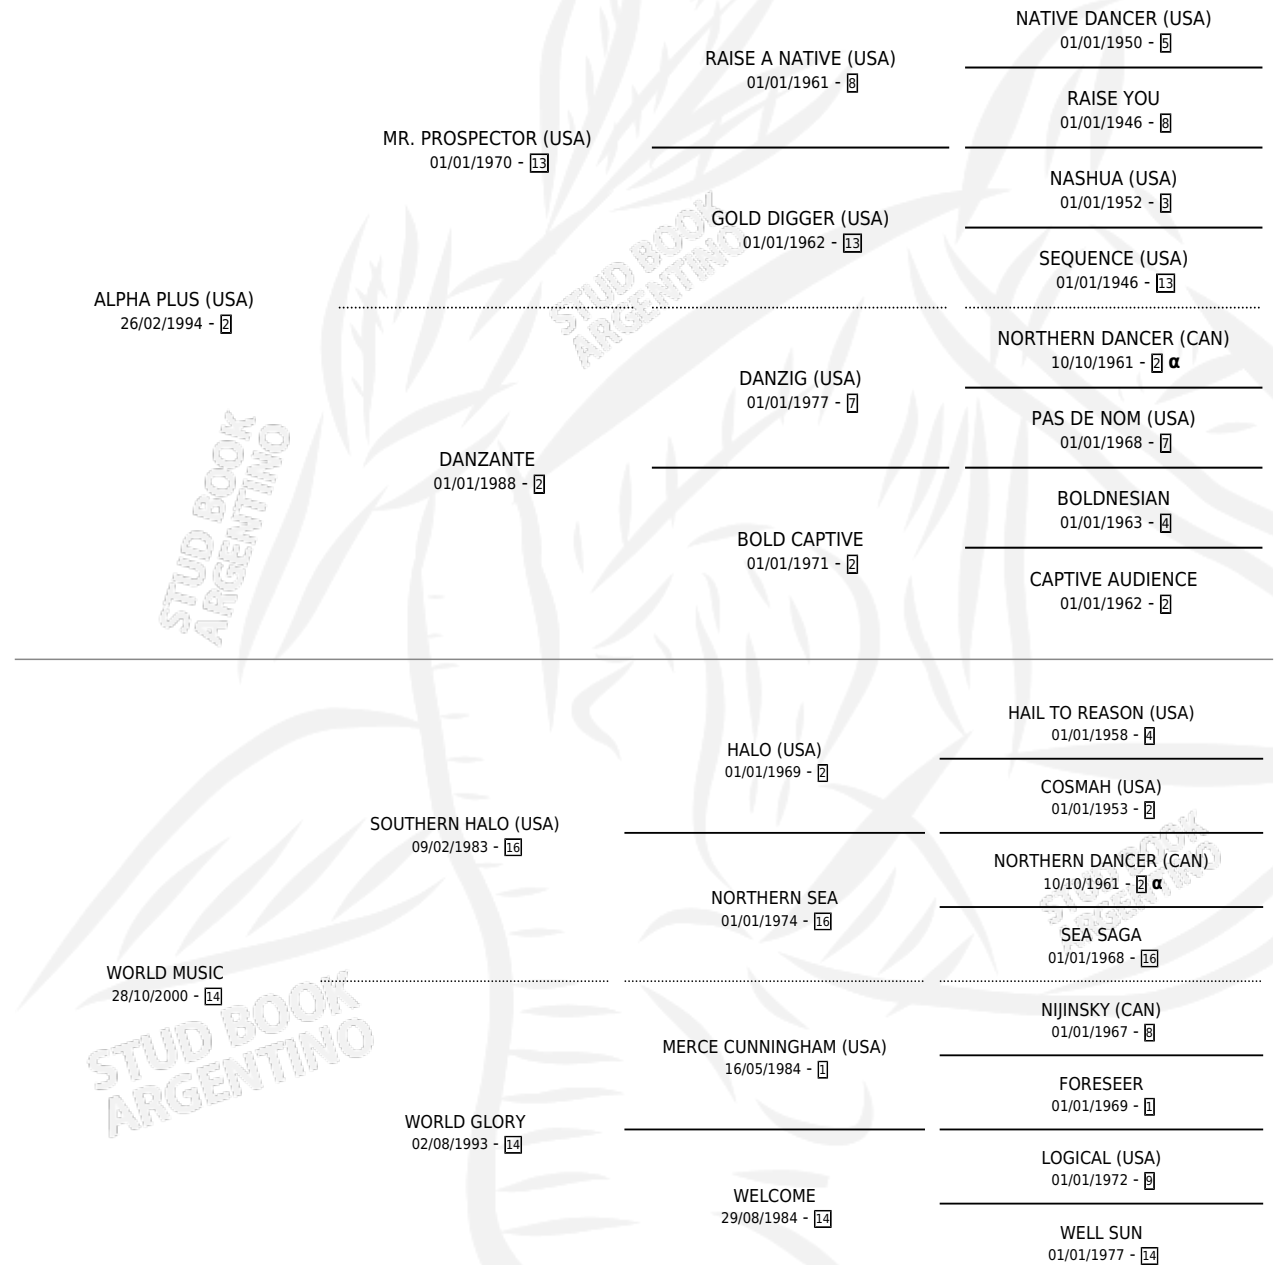 NATIVE DANCER (USA)
01/01/1950 - 5
RAISE A NATIVE (USA)
01/01/1961 - 8
RAISE YOU
01/01/1946 - 8
MR. PROSPECTOR (USA)
01/01/1970 - 13
NASHUA (USA)
01/01/1952 - 3
GOLD DIGGER (USA)
01/01/1962 - 13
SEQUENCE (USA)
01/01/1946 - 13
ALPHA PLUS (USA)
26/02/1994 - 2
NORTHERN DANCER (CAN)
10/10/1961 - 2 α
DANZIG (USA)
01/01/1977 - 7
PAS DE NOM (USA)
01/01/1968 - 7
DANZANTE
01/01/1988 - 2
BOLDNESIAN
01/01/1963 - 4
BOLD CAPTIVE
01/01/1971 - 2
CAPTIVE AUDIENCE
01/01/1962 - 2
HAIL TO REASON (USA)
01/01/1958 - 4
HALO (USA)
01/01/1969 - 2
COSMAH (USA)
01/01/1953 - 2
SOUTHERN HALO (USA)
09/02/1983 - 16
NORTHERN DANCER (CAN)
10/10/1961 - 2 α
NORTHERN SEA
01/01/1974 - 16
SEA SAGA
01/01/1968 - 16
WORLD MUSIC
28/10/2000 - 14
NIJINSKY (CAN)
01/01/1967 - 8
MERCE CUNNINGHAM (USA)
16/05/1984 - 1
FORESEER
01/01/1969 - 1
WORLD GLORY
02/08/1993 - 14
LOGICAL (USA)
01/01/1972 - 9
WELCOME
29/08/1984 - 14
WELL SUN
01/01/1977 - 14
STUD BOOK
ARGENTINO
STUD BOOK
ARGENTINO
STUD BOOK
ARGENTINO
STUD BOOK
ARGENTINO